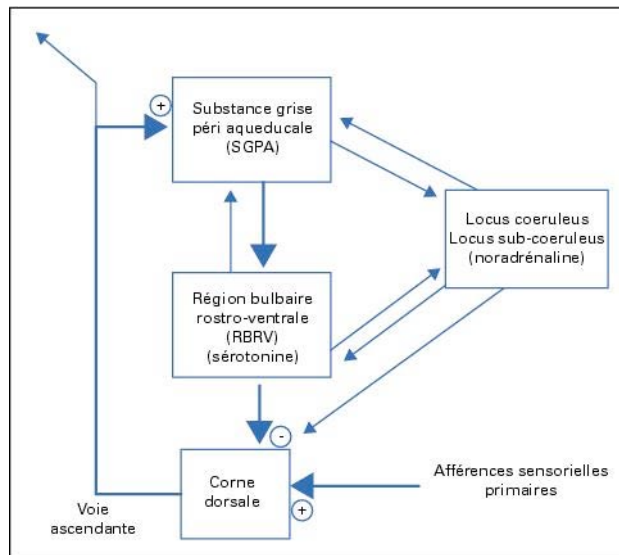 +
Substance grise
péri aqueducale
(SGPA)
Locus coeruleus
Locus sub-coeruleus
(noradrénaline)
Région bulbaire
rostro-ventrale
(RBRV)
(sérotonine)
-
Corne
dorsale
+
Afférences sensorielles
primaires
Voie
ascendante